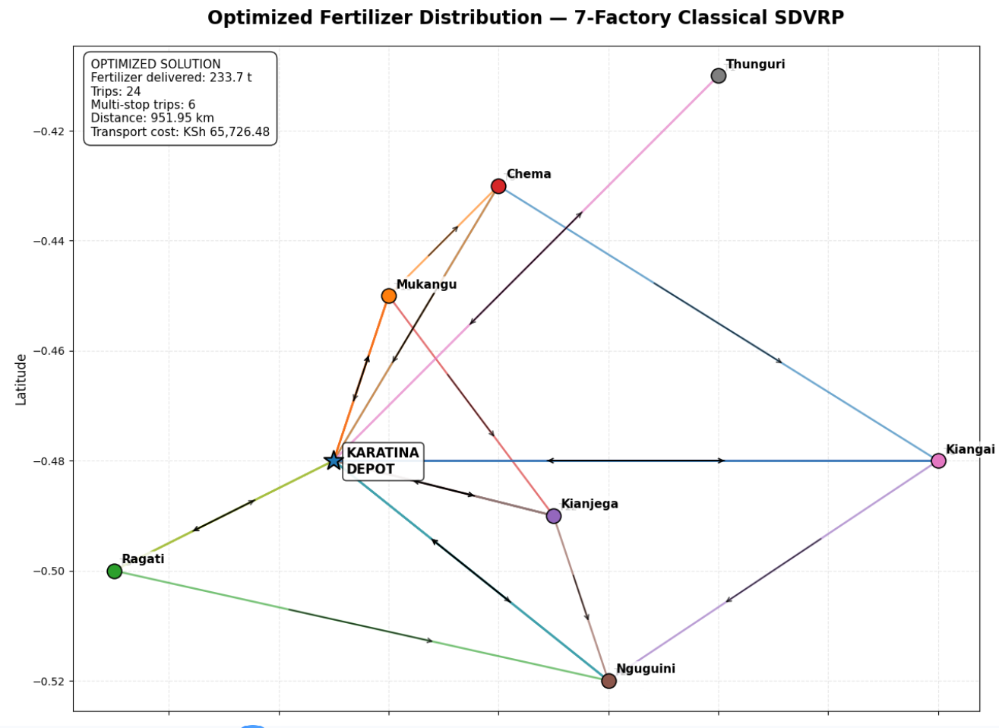 Optimized Fertilizer Distribution — 7-Factory Classical SDVRP
OPTIMIZED SOLUTION
Fertilizer delivered: 233.7 t
Trips: 24
Multi-stop trips: 6
Distance: 951.95 km
Transport cost: KSh 65,726.48
Thunguri
−0.42
Chema
−0.44
Mukangu
−0.46
Latitude
−0.48
KARATINA
DEPOT
Kiangai
Kianjega
Ragati
−0.50
Nguguini
−0.52